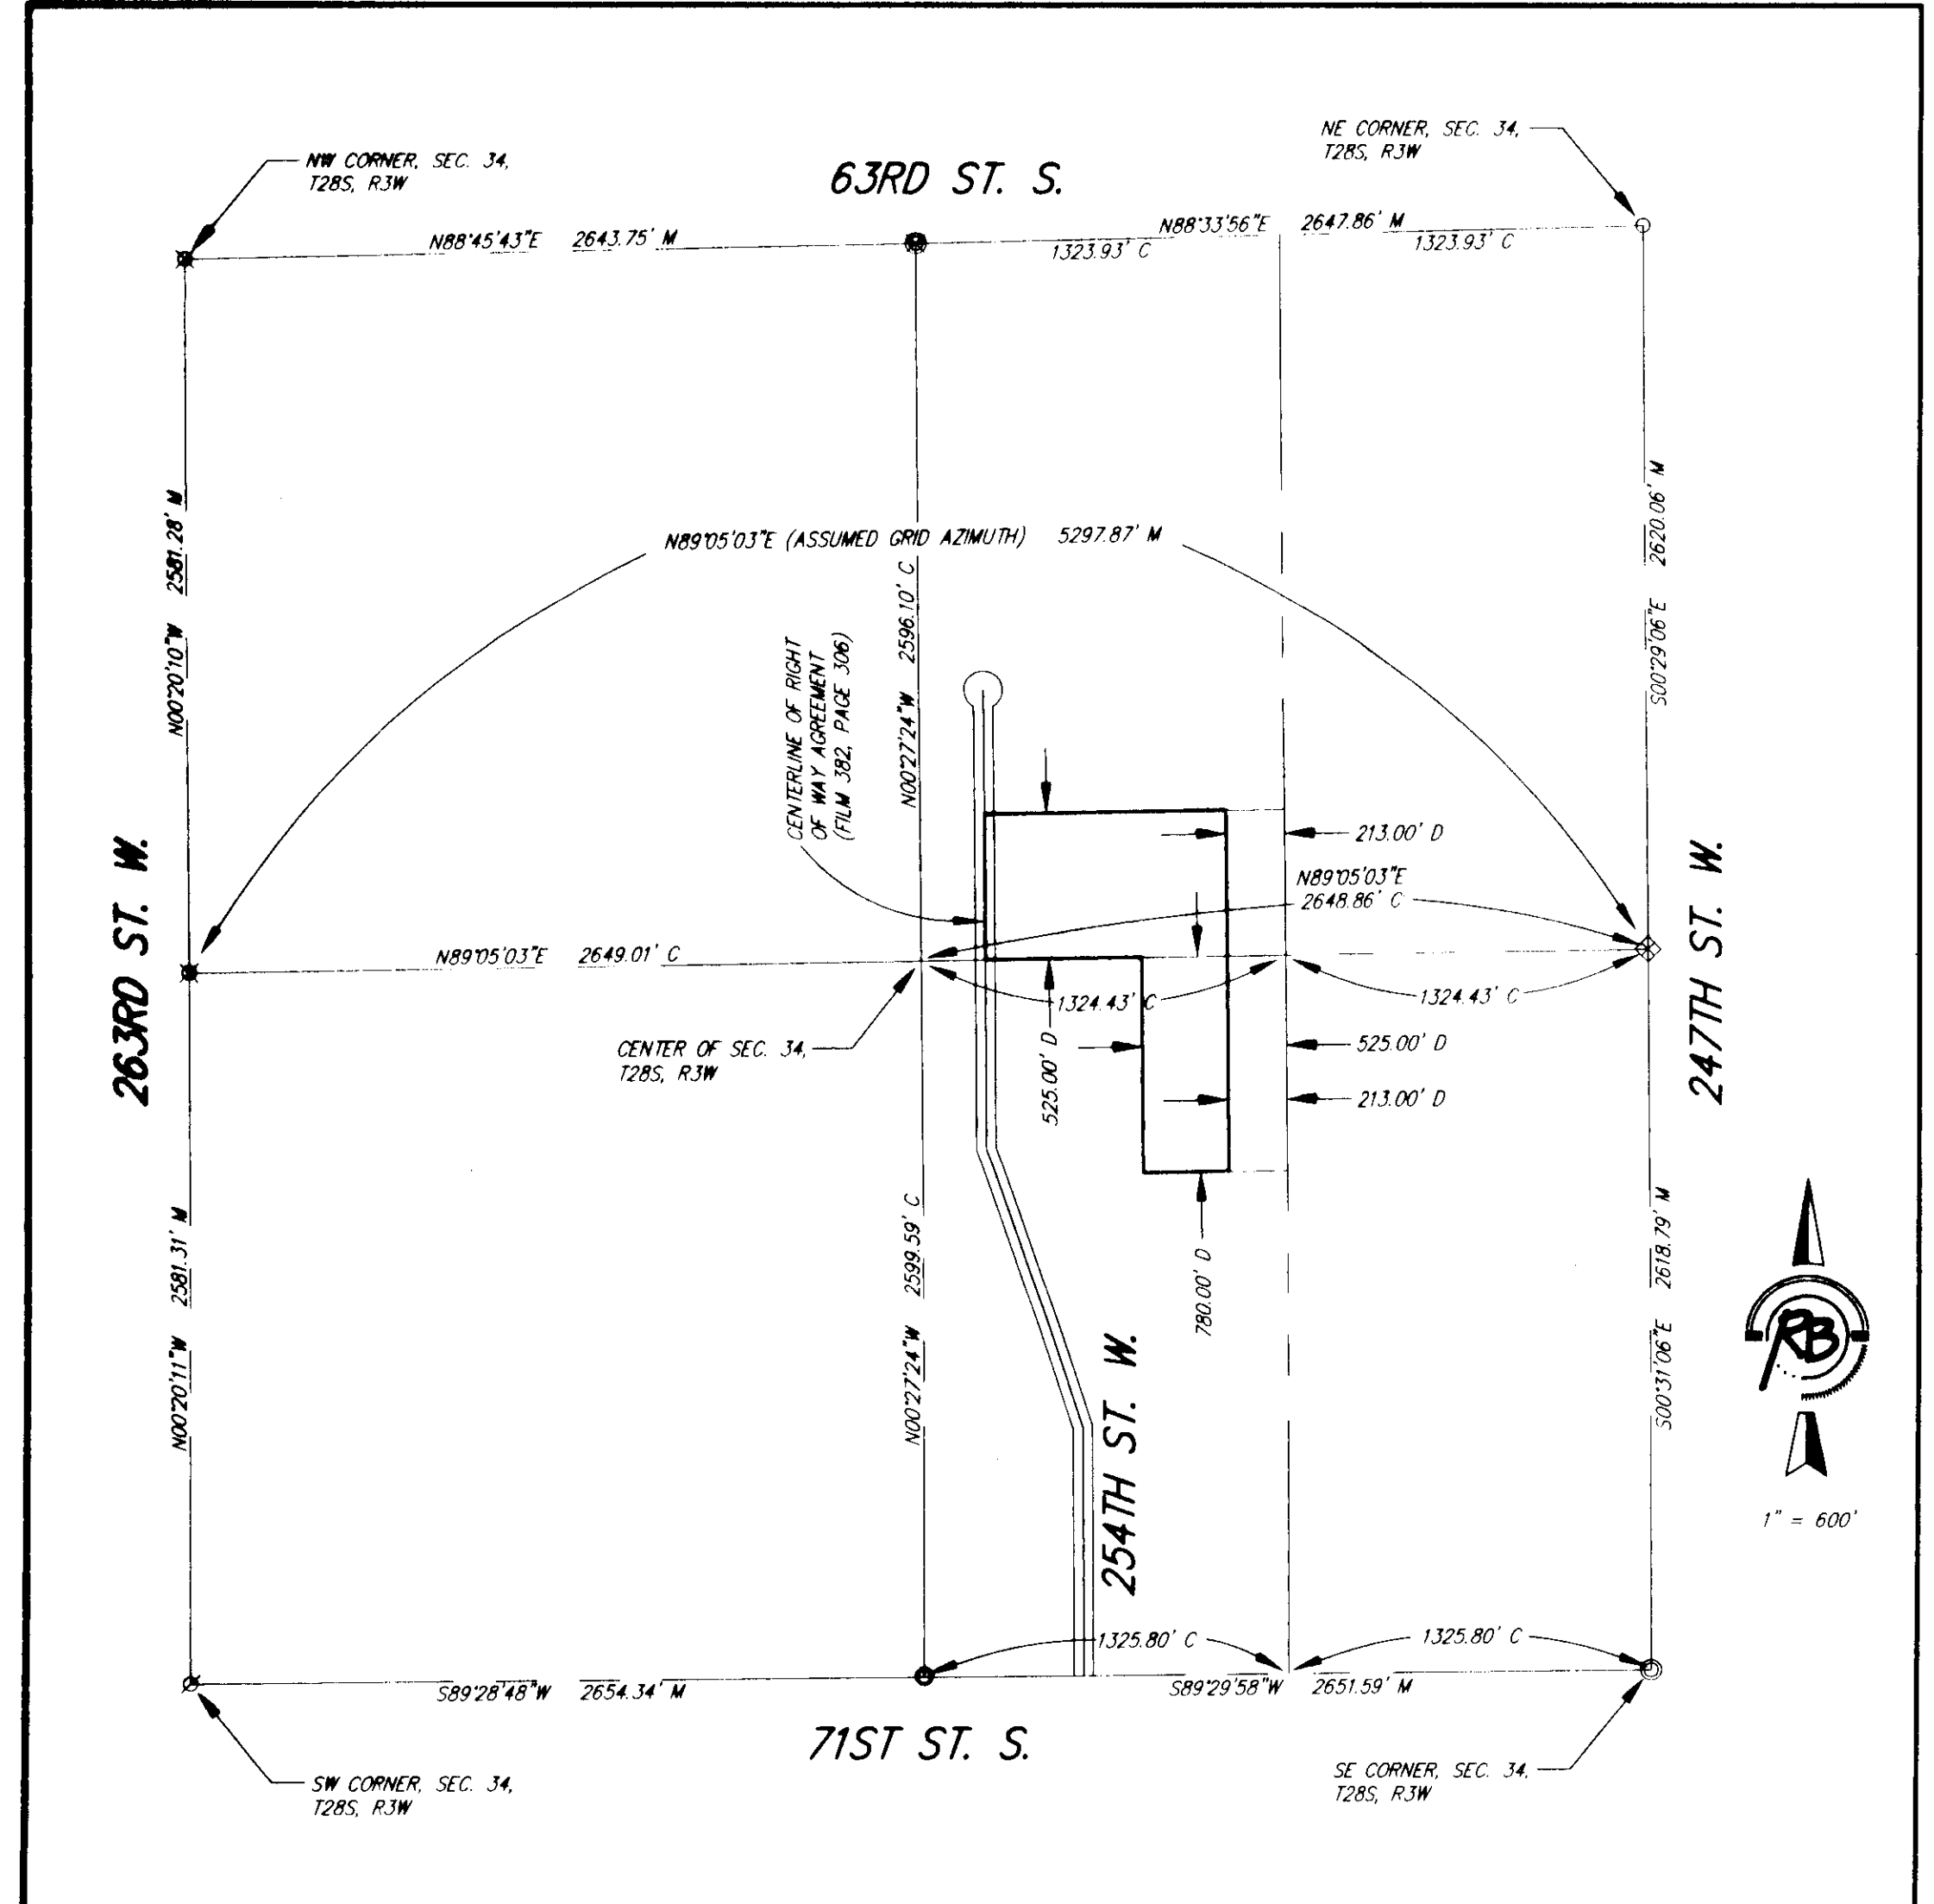 NE CORNER, SEC. 34,
T28S, R3W
NW CORNER, SEC. 34,
T28S, R3W
63RD ST. S.
N88°45'43"E 2643.75' M
N88°33'56"E 2647.86' M
1323.93' C
1323.93' C
N00°20'10"W 2581.28' M
N89°05'03"E (ASSUMED GRID AZIMUTH) 5297.87' M
N00°27'24"W 2596.10' C
S00°29'06"E 2620.06' M
CENTERLINE OF RIGHT
OF WAY AGREEMENT
(FILM 382, PAGE 306)
213.00' D
N89°05'03"E
2648.86' C
263RD ST. W.
247TH ST. W.
N89°05'03"E 2649.01' C
1324.43' C
1324.43' C
CENTER OF SEC. 34,
T28S, R3W
525.00' D
525.00' D
213.00' D
780.00' D
N00°20'11"W 2581.31' M
N00°27'24"W 2599.59' C
S00°31'06"E 2618.79' M
254TH ST. W.
RB
1" = 600'
1325.80' C
1325.80' C
S89°28'48"W 2654.34' M
S89°29'58"W 2651.59' M
71ST ST. S.
SW CORNER, SEC. 34,
T28S, R3W
SE CORNER, SEC. 34,
T28S, R3W